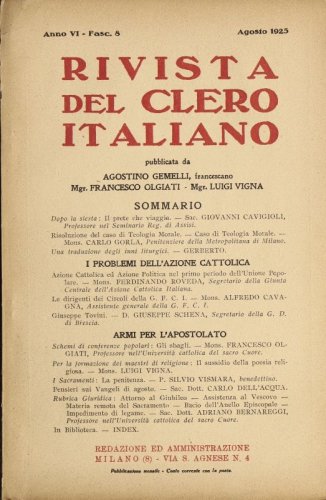 Anno VI - Fasc. 8 Agosto 1925
RIVISTA
DEL CLERO
ITALIANO
pubblicata da
AGOSTINO GEMELLI, francescano
Mgr. FRANCESCO OLGIATI - Mgr. LUIGI VIGNA
SOMMARIO
Dopo la siesta: Il prete che viaggia. — Sac. GIOVANNI CAVIGIOLI,
Professore nel Seminario Reg. di Assisi.
Risoluzione del caso di Teologia Morale. — Caso di Teologia Morale. —
Mons. CARLO GORLA, Penitenziere della Metropolitana di Milano.
Una traduzione degli inni liturgici. — GERBERTO.
I PROBLEMI DELL'AZIONE CATTOLICA
Azione Cattolica ed Azione Politica nel primo periodo dell'Unione Popo-
lare. — Mons. FERDINANDO ROVEDA, Segretario della Giunta
Centrale dell'Azione Cattolica Italiana.
Le dirigenti dei Circoli della G. F. C. I. — Mons. ALFREDO CAVA-
GNA, Assistente generale della G. F. C. I.
Giuseppe Tovini. — D. GIUSEPPE SCHENA, Segretario della G. D.
di Brescia.
ARMI PER L'APOSTOLATO
Schemi di conferenze popolari: Gli sbagli. — Mons. FRANCESCO OL-
GIATI, Professore nell'Università cattolica del sacro Cuore.
Per la formazione dei maestri di religione: Il sussidio della poesia reli-
giosa. — Mons. LUIGI VIGNA.
I Sacramenti: La penitenza. — P. SILVIO VISMARA, benedettino.
Pensieri sui Vangeli di agosto. — Sac. Dott. CARLO DELL'ACQUA.
Rubrica Giuridica: Attorno al Giubileo — Assistenza al Vescovo —
Materia remota del Sacramento — Bacio dell'Anello Episcopale —
Impedimento di legame. — Sac. Dott. ADRIANO BERNAREGGI,
Professore nell'Università cattolica del sacro Cuore.
In Biblioteca. — INDEX.
REDAZIONE ED AMMINISTRAZIONE
MILANO (8) - VIA S. AGNESE N. 4
Pubblicazione mensile - Conto corrente con la posta.